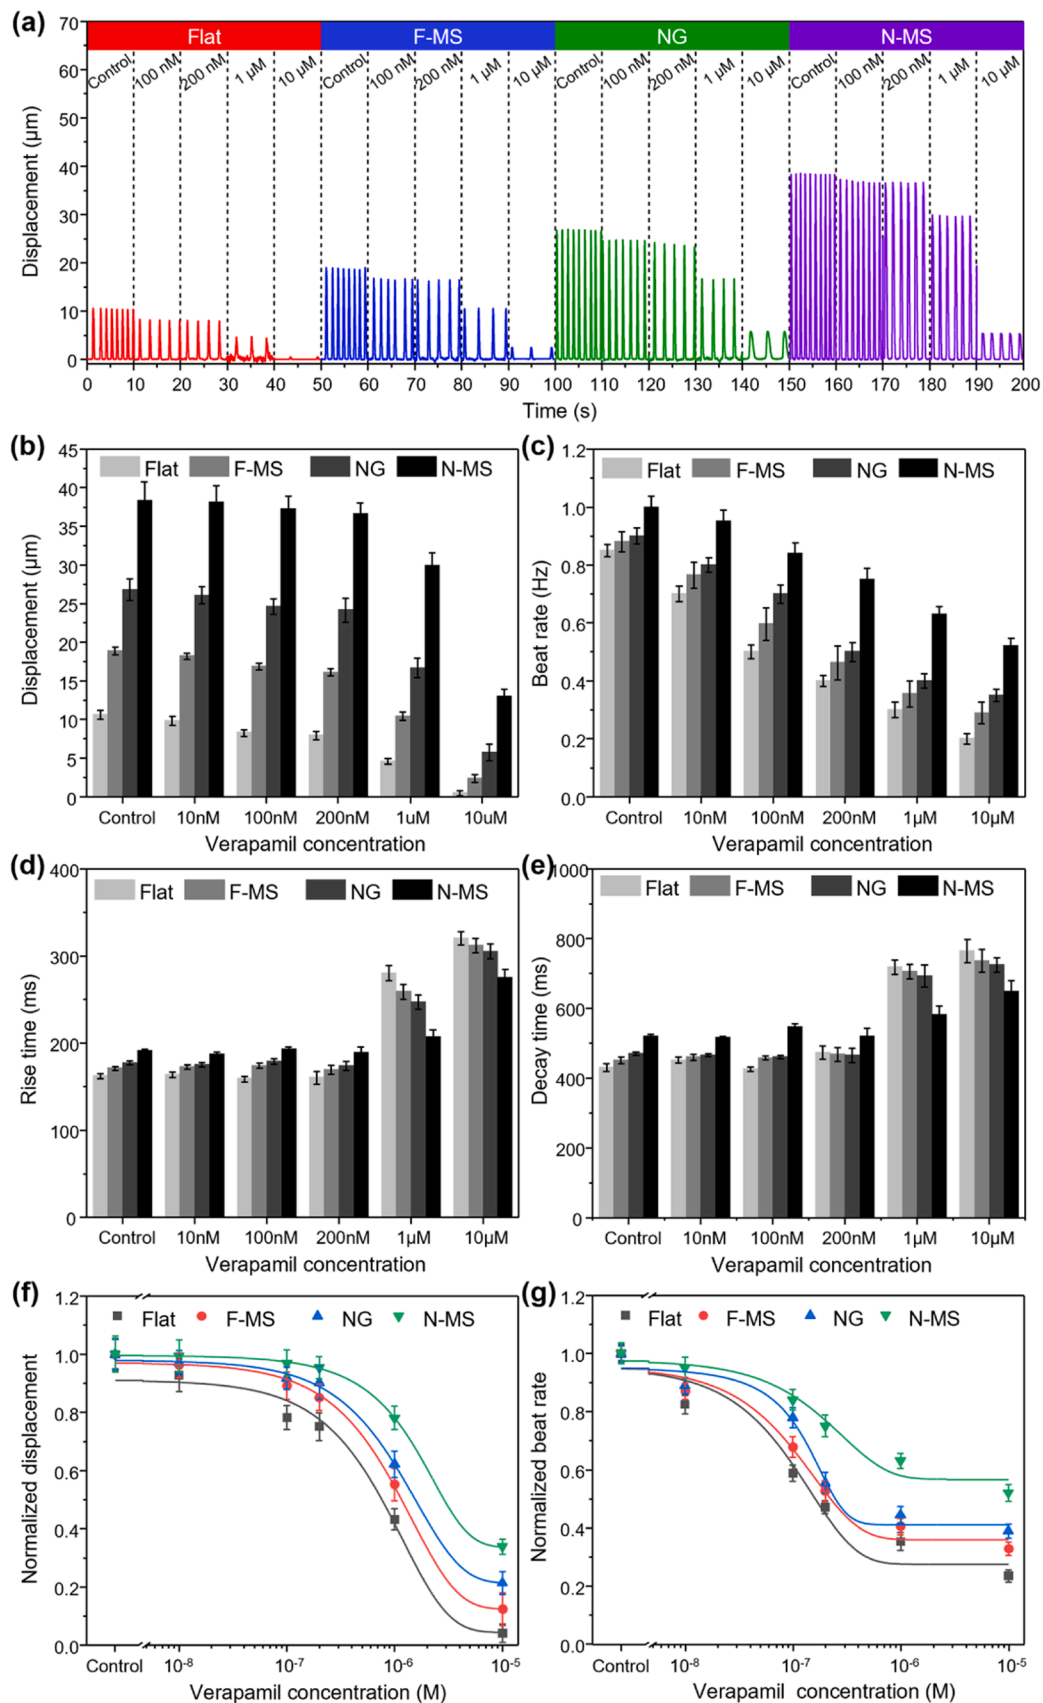 (a)
70
60
50
40
30
20
10
0
Displacement (μm)
Flat F-MS NG N-MS
Control 100 nM 200 nM 1 μM 10 μM Control 100 nM 200 nM 1 μM 10 μM Control 100 nM 200 nM 1 μM 10 μM Control 100 nM 200 nM 1 μM 10 μM
0 10 20 30 40 50 60 70 80 90 100 110 120 130 140 150 160 170 180 190 200
Time (s)
(b)
45
40
35
30
25
20
15
10
5
0
Displacement (μm)
Flat F-MS NG N-MS
Control 10nM 100nM 200nM 1uM 10uM
Verapamil concentration
(c)
1.2
1.0
0.8
0.6
0.4
0.2
0.0
Beat rate (Hz)
Flat F-MS NG N-MS
Control 10nM 100nM 200nM 1μM 10μM
Verapamil concentration
(d)
400
300
200
100
0
Rise time (ms)
Flat F-MS NG N-MS
Control 10nM 100nM 200nM 1μM 10μM
Verapamil concentration
(e)
1000
800
600
400
200
0
Decay time (ms)
Flat F-MS NG N-MS
Control 10nM 100nM 200nM 1μM 10μM
Verapamil concentration
(f)
1.2
1.0
0.8
0.6
0.4
0.2
0.0
Normalized displacement
Flat F-MS NG N-MS
Control 10⁻⁸ 10⁻⁷ 10⁻⁶ 10⁻⁵
Verapamil concentration (M)
(g)
1.2
1.0
0.8
0.6
0.4
0.2
0.0
Normalized beat rate
Flat F-MS NG N-MS
Control 10⁻⁸ 10⁻⁷ 10⁻⁶ 10⁻⁵
Verapamil concentration (M)